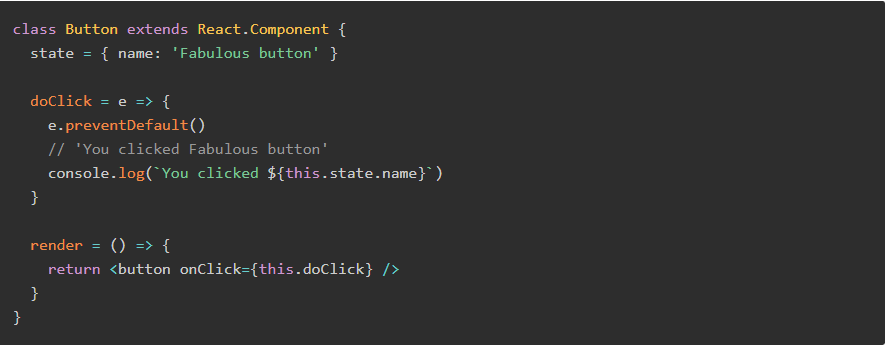 class Button extends React.Component {
  state = { name: 'Fabulous button' }

  doClick = e => {
    e.preventDefault()
    // 'You clicked Fabulous button'
    console.log(`You clicked ${this.state.name}`)
  }

  render = () => {
    return <button onClick={this.doClick} />
  }
}